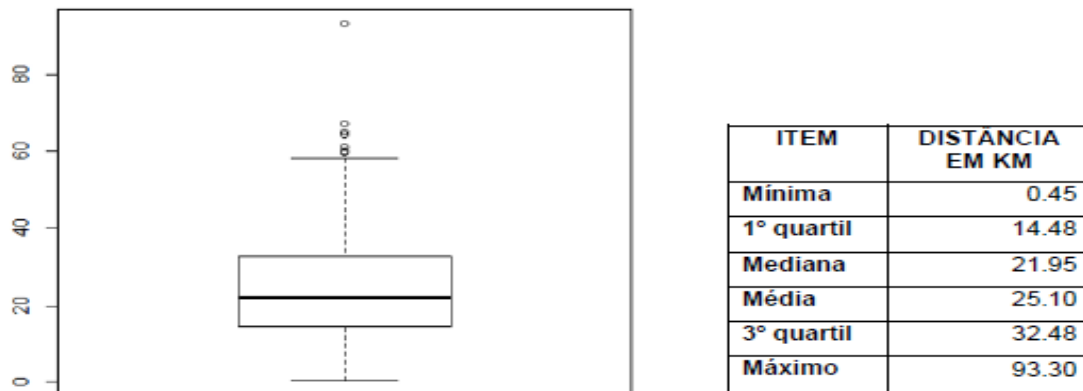 80
60
40
20
0
ITEM DISTÂNCIA EM KM
Mínima 0.45
1º quartil 14.48
Mediana 21.95
Média 25.10
3º quartil 32.48
Máximo 93.30